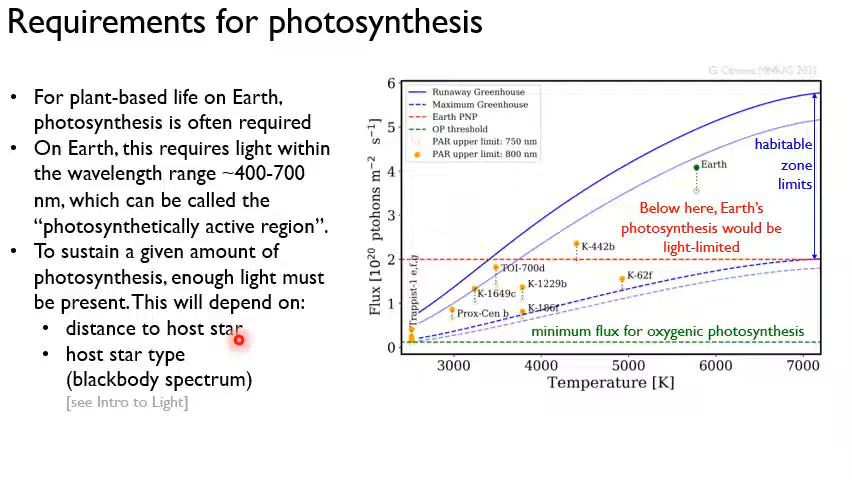 Requirements for photosynthesis
• For plant-based life on Earth,
photosynthesis is often required
• On Earth, this requires light within
the wavelength range ~400-700
nm, which can be called the
“photosynthetically active region”.
• To sustain a given amount of
photosynthesis, enough light must
be present. This will depend on:
• distance to host star
• host star type
(blackbody spectrum)
[see Intro to Light]
Runaway Greenhouse
Maximum Greenhouse
Earth PNP
OP threshold
PAR upper limit: 750 nm
PAR upper limit: 800 nm
Flux [10²⁰ ptohons m⁻² s⁻¹]
6
5
4
3
2
1
0
habitable
zone
limits
Earth
Below here, Earth's
photosynthesis would be
light-limited
K-442b
TOI-700d
K-62f
K-1229b
K-1649c
K-186f
Prox-Cen b
Trappist-1 e,f,g
minimum flux for oxygenic photosynthesis
3000
4000
5000
6000
7000
Temperature [K]